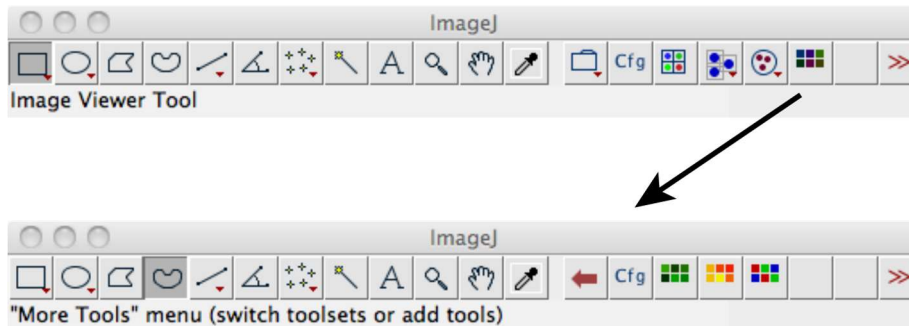 ImageJ
A Cfg >>
Image Viewer Tool
ImageJ
A Cfg >>
"More Tools" menu (switch toolsets or add tools)